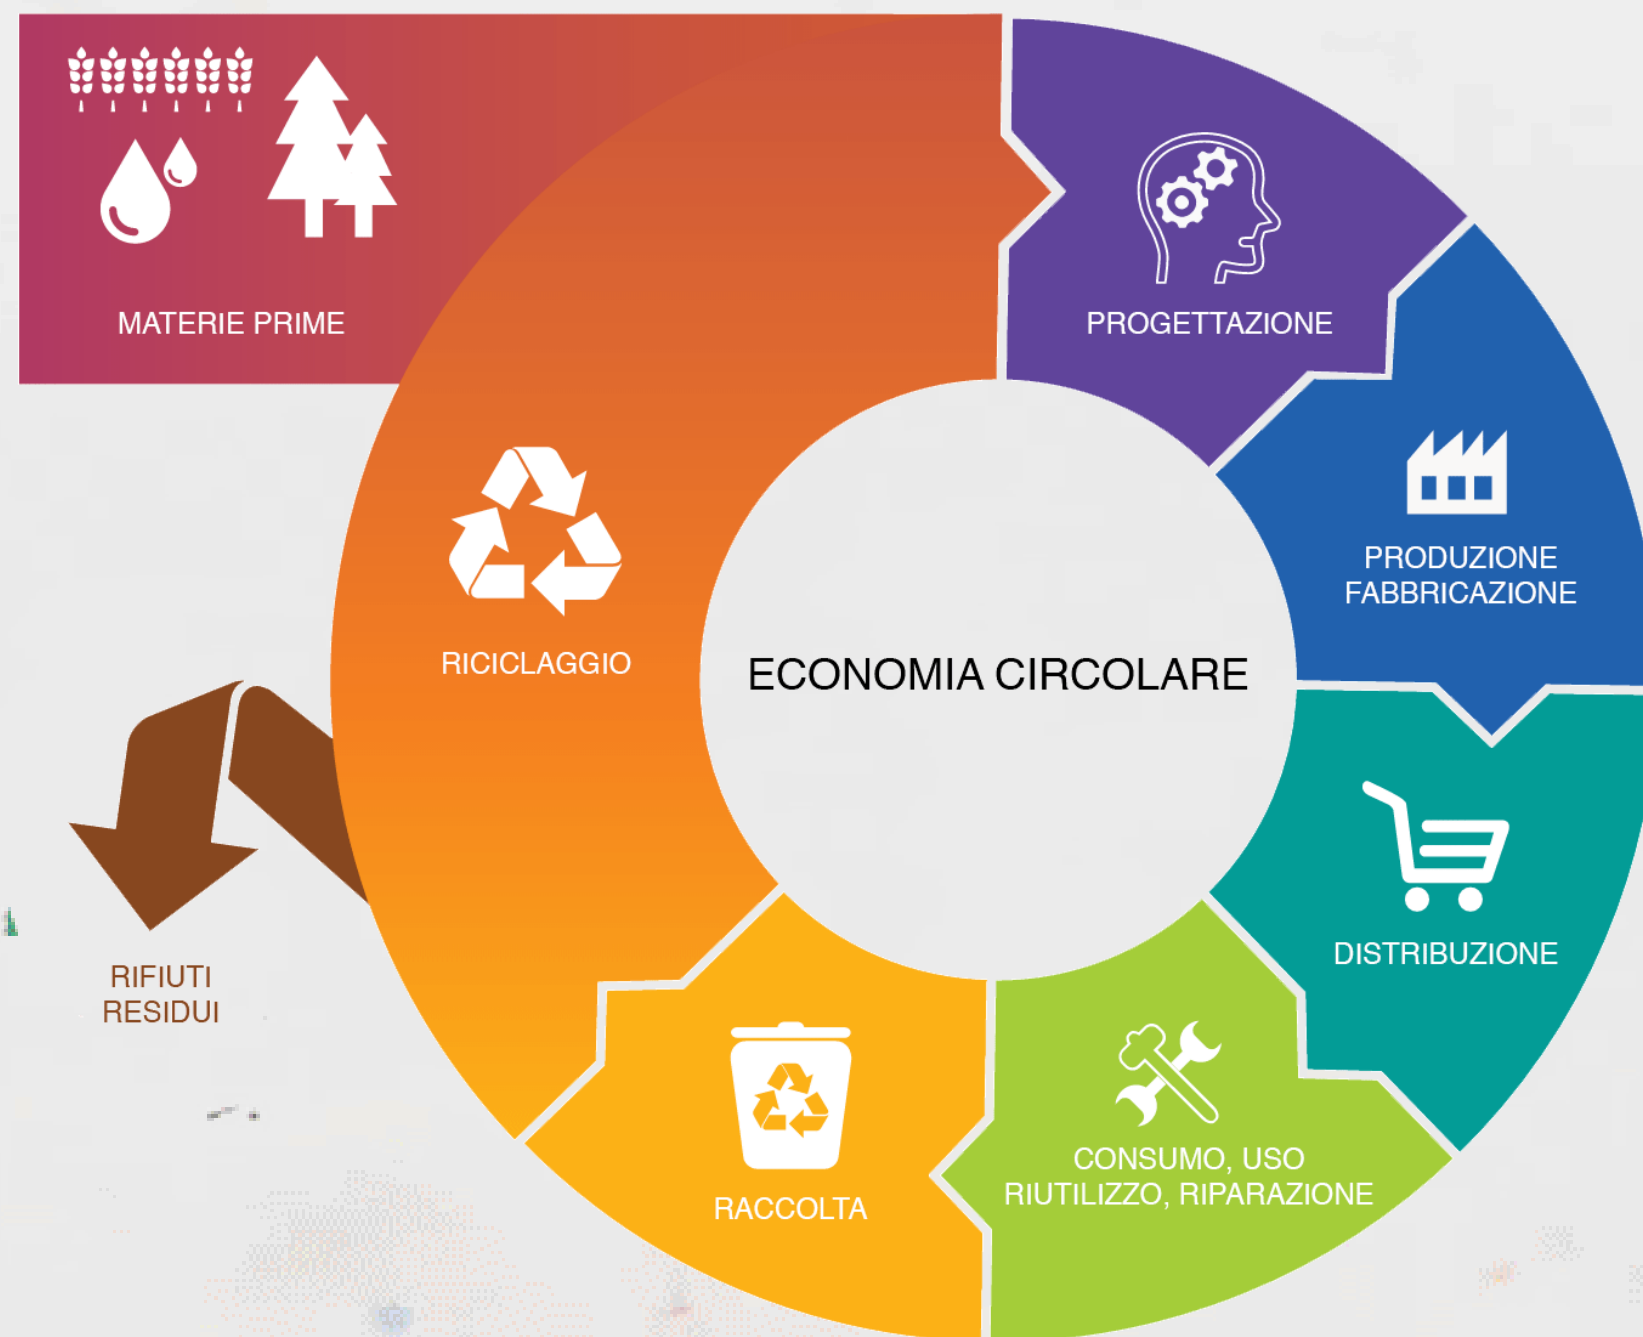 MATERIE PRIME
PROGETTAZIONE
PRODUZIONE
FABBRICAZIONE
RICICLAGGIO
ECONOMIA CIRCOLARE
DISTRIBUZIONE
RIFIUTI
RESIDUI
CONSUMO, USO
RIUTILIZZO, RIPARAZIONE
RACCOLTA